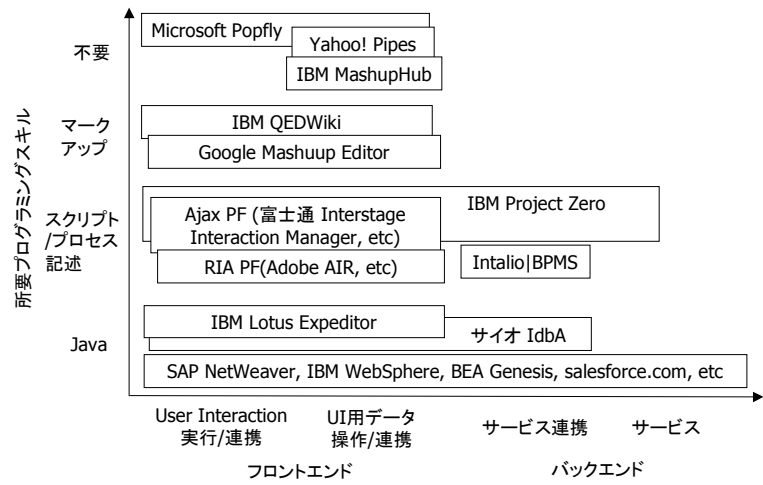 Microsoft Popfly
Yahoo! Pipes
不要
IBM MashupHub
所要プログラミングスキル
マーク
アップ
IBM QEDWiki
Google Mashuup Editor
スクリプト
/プロセス
記述
IBM Project Zero
Ajax PF (富士通 Interstage
Interaction Manager, etc)
RIA PF(Adobe AIR, etc)
Intalio|BPMS
Java
IBM Lotus Expeditor
サイオ IdbA
SAP NetWeaver, IBM WebSphere, BEA Genesis, salesforce.com, etc
User Interaction
実行/連携
UI用データ
操作/連携
サービス連携
サービス
フロントエンド
バックエンド